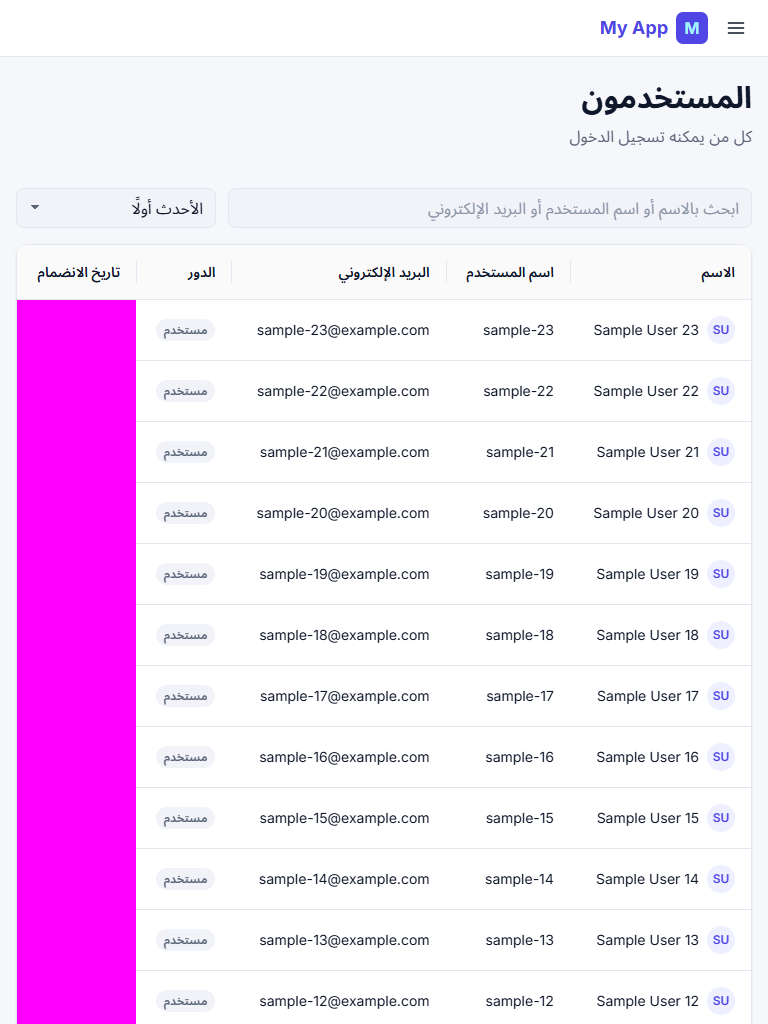 M My App
المستخدمون
كل من يمكنه تسجيل الدخول
ابحث بالاسم أو اسم المستخدم أو البريد الإلكتروني
الأحدث أولًا
الاسم اسم المستخدم البريد الإلكتروني الدور تاريخ الانضمام
SU Sample User 23 sample-23 sample-23@example.com مستخدم
SU Sample User 22 sample-22 sample-22@example.com مستخدم
SU Sample User 21 sample-21 sample-21@example.com مستخدم
SU Sample User 20 sample-20 sample-20@example.com مستخدم
SU Sample User 19 sample-19 sample-19@example.com مستخدم
SU Sample User 18 sample-18 sample-18@example.com مستخدم
SU Sample User 17 sample-17 sample-17@example.com مستخدم
SU Sample User 16 sample-16 sample-16@example.com مستخدم
SU Sample User 15 sample-15 sample-15@example.com مستخدم
SU Sample User 14 sample-14 sample-14@example.com مستخدم
SU Sample User 13 sample-13 sample-13@example.com مستخدم
SU Sample User 12 sample-12 sample-12@example.com مستخدم